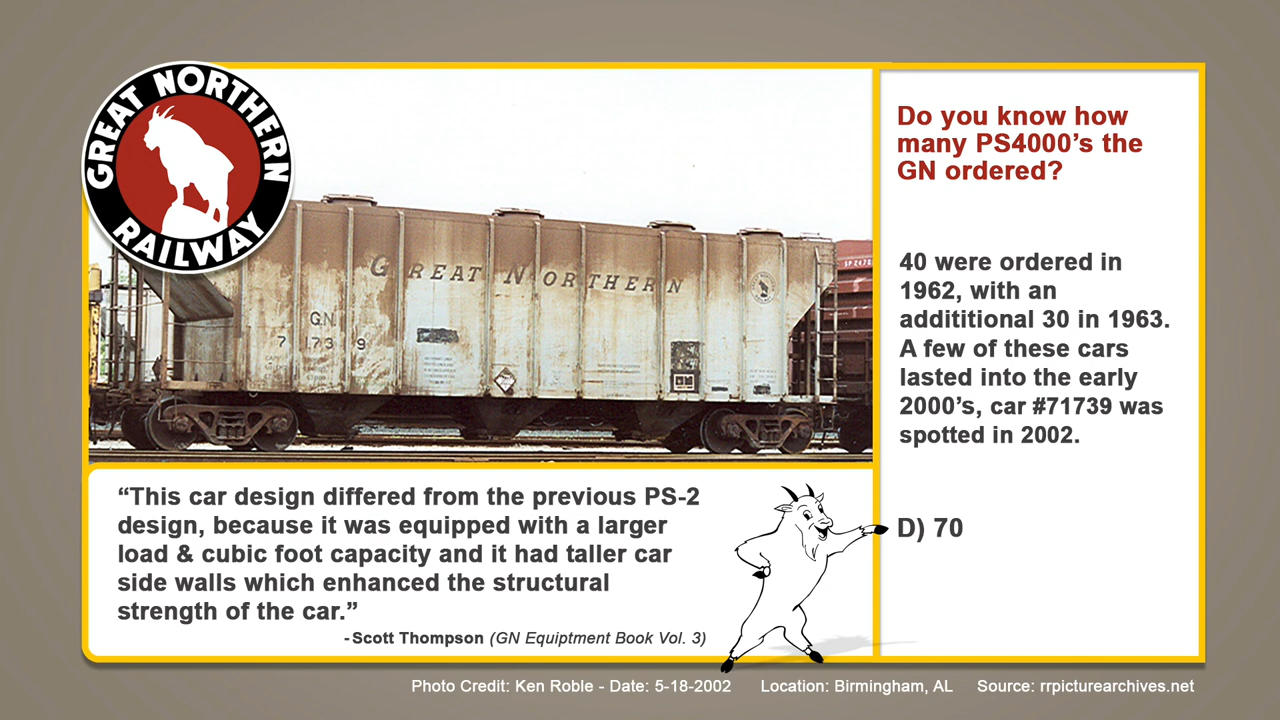 GREAT NORTHERN
RAILWAY
GREAT NORTHERN
GN
71739
Do you know how
many PS4000's the
GN ordered?
40 were ordered in
1962, with an
addititional 30 in 1963.
A few of these cars
lasted into the early
2000's, car #71739 was
spotted in 2002.
D) 70
“This car design differed from the previous PS-2
design, because it was equipped with a larger
load & cubic foot capacity and it had taller car
side walls which enhanced the structural
strength of the car.”
- Scott Thompson (GN Equiptment Book Vol. 3)
Photo Credit: Ken Roble - Date: 5-18-2002 Location: Birmingham, AL Source: rrpicturearchives.net